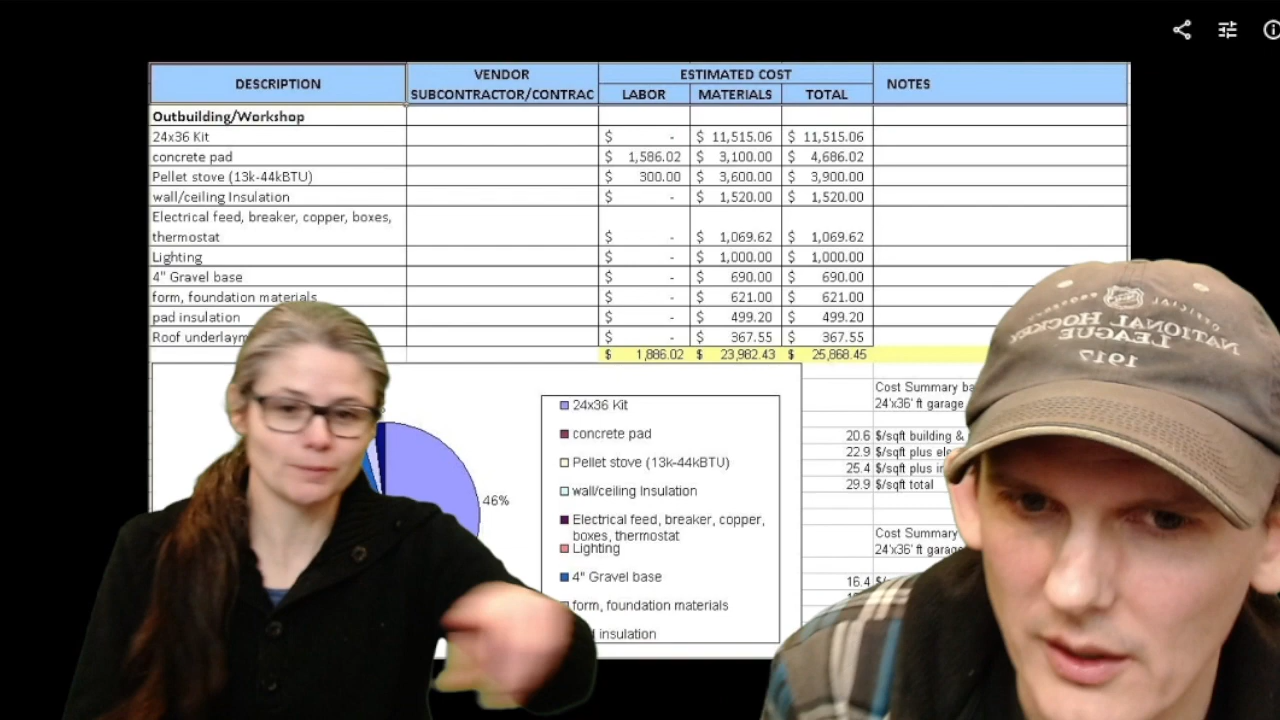 DESCRIPTION VENDOR SUBCONTRACTOR/CONTRAC ESTIMATED COST NOTES
LABOR MATERIALS TOTAL
Outbuilding/Workshop
24x36 Kit $ - $ 11,515.06 $ 11,515.06
concrete pad $ 1,586.02 $ 3,100.00 $ 4,686.02
Pellet stove (13k-44kBTU) $ 300.00 $ 3,600.00 $ 3,900.00
wall/ceiling Insulation $ - $ 1,520.00 $ 1,520.00
Electrical feed, breaker, copper, boxes,
thermostat $ - $ 1,069.62 $ 1,069.62
Lighting $ - $ 1,000.00 $ 1,000.00
4" Gravel base $ - $ 690.00 $ 690.00
form, foundation materials $ - $ 621.00 $ 621.00
pad insulation $ - $ 499.20 $ 499.20
Roof $ - $ 367.55 $ 367.55
$ 1,886.02 $ 23,982.43 $ 25,868.45
46%
24x36 Kit
concrete pad
Pellet stove (13k-44kBTU)
wall/ceiling Insulation
Electrical feed, breaker, copper,
boxes, thermostat
Lighting
4" Gravel base
form, foundation materials
insulation
Cost Summary
24'x36' ft garage
20.6 $/sqft building &
22.9 $/sqft plus
25.4 $/sqft plus
29.9 $/sqft total
Cost Summary
24'x36' ft
16.4
OFFICIAL
NATIONAL HOCKEY
LEAGUE
1917